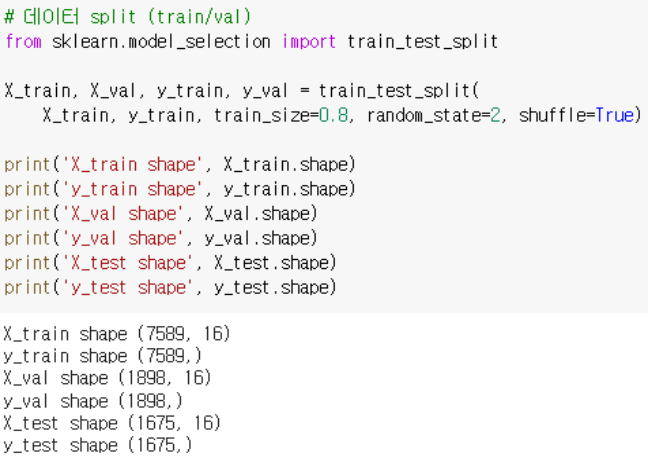 # 데이터 split (train/val)
from sklearn.model_selection import train_test_split
X_train, X_val, y_train, y_val = train_test_split(
    X_train, y_train, train_size=0.8, random_state=2, shuffle=True)
print('X_train shape', X_train.shape)
print('y_train shape', y_train.shape)
print('X_val shape', X_val.shape)
print('y_val shape', y_val.shape)
print('X_test shape', X_test.shape)
print('y_test shape', y_test.shape)
X_train shape (7589, 16)
y_train shape (7589,)
X_val shape (1898, 16)
y_val shape (1898,)
X_test shape (1675, 16)
y_test shape (1675,)